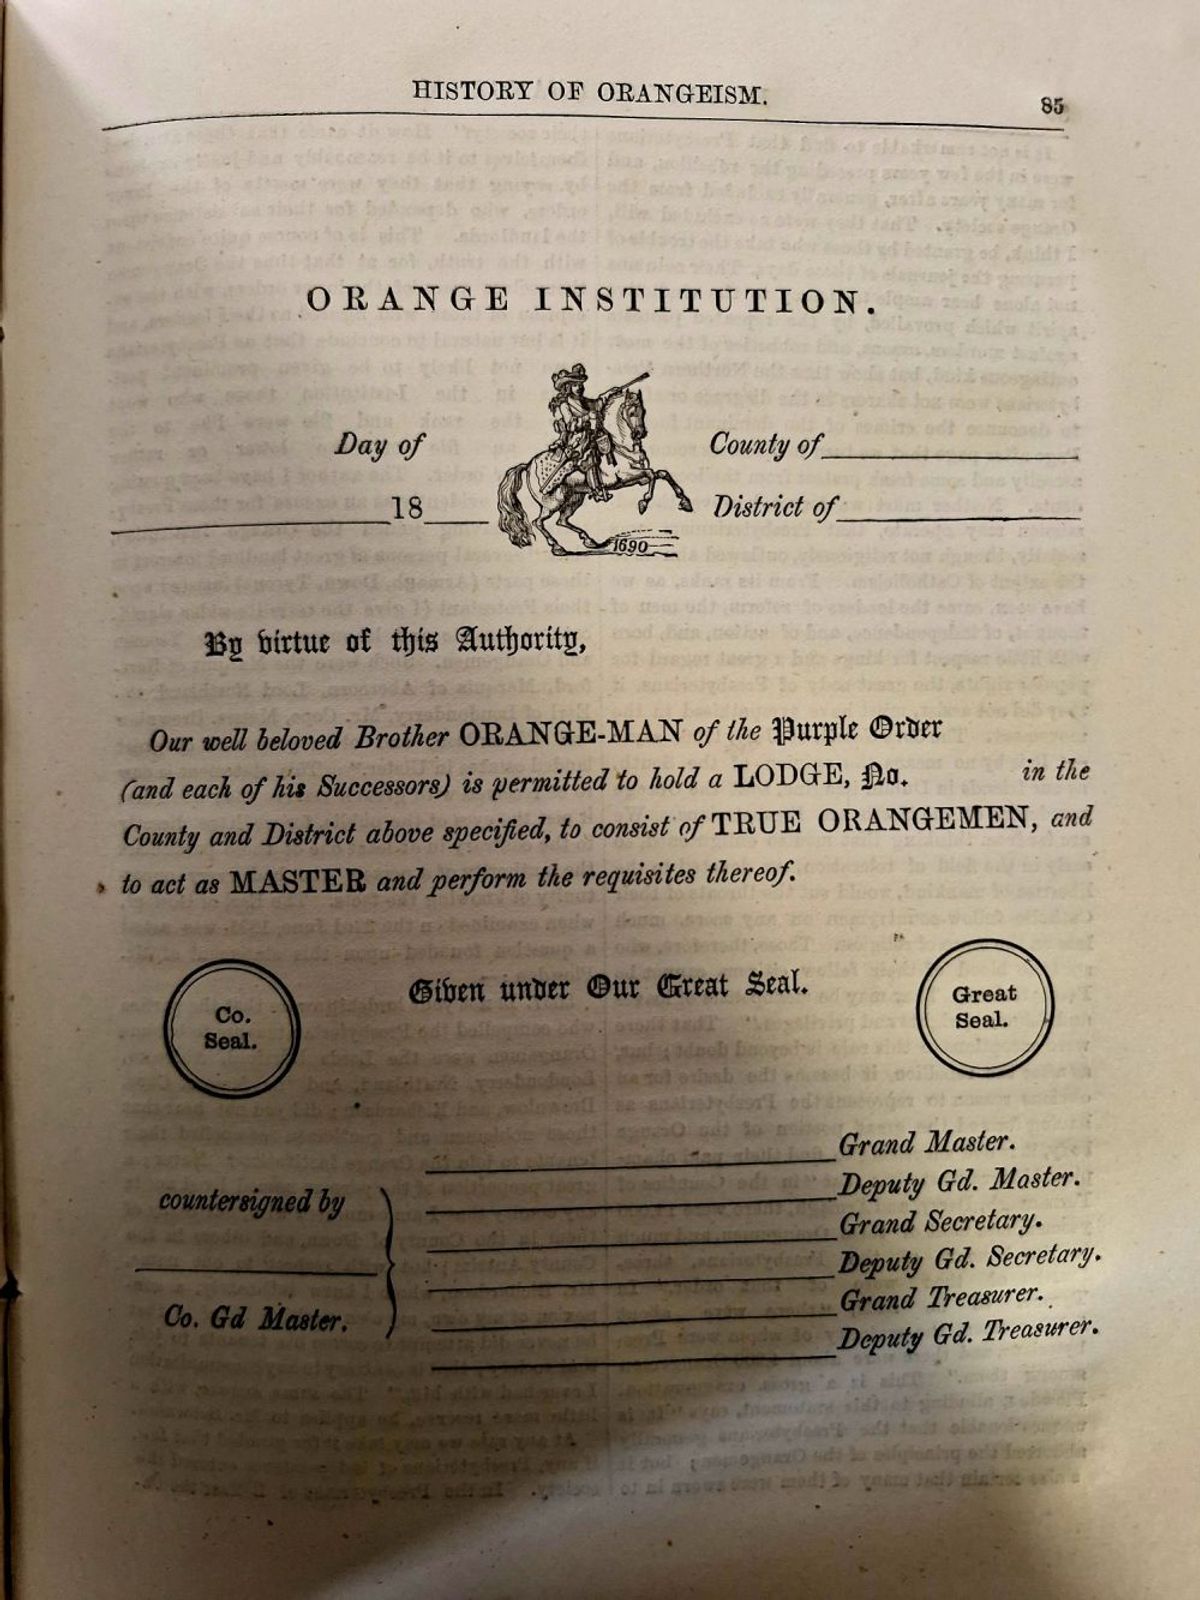 HISTORY OF ORANGEISM. 85
ORANGE INSTITUTION.
Day of
County of
18
District of
1690
By virtue of this Authority,
Our well beloved Brother ORANGE-MAN of the Purple Order
(and each of his Successors) is permitted to hold a LODGE, No. in the
County and District above specified, to consist of TRUE ORANGEMEN, and
to act as MASTER and perform the requisites thereof.
Given under Our Great Seal.
Co.
Seal.
Great
Seal.
Grand Master.
Deputy Gd. Master.
countersigned by
Grand Secretary.
Deputy Gd. Secretary.
Grand Treasurer.
Co. Gd Master.
Deputy Gd. Treasurer.